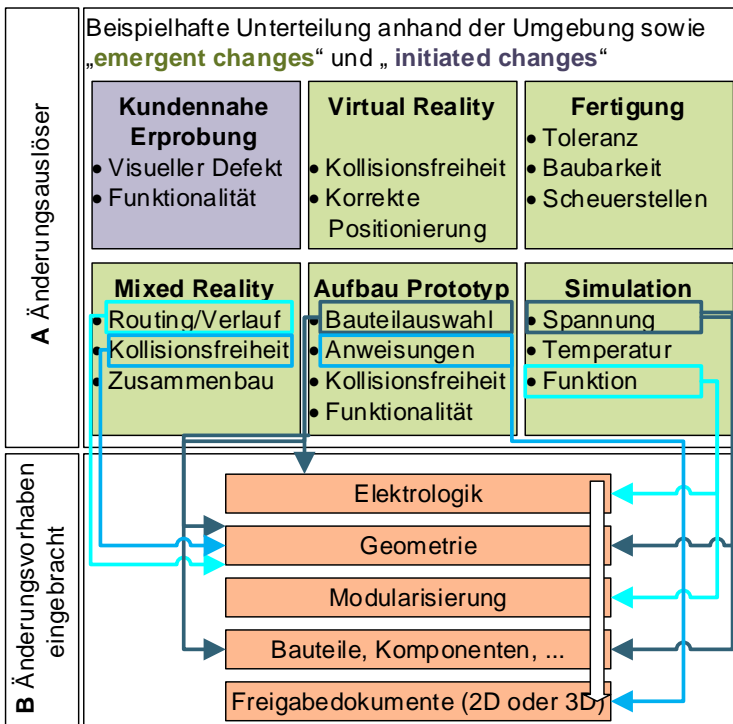 Beispielhafte Unterteilung anhand der Umgebung sowie
„emergent changes“ und „ initiated changes“
A Änderungsauslöser
Kundennahe
Erprobung
• Visueller Defekt
• Funktionalität
Virtual Reality
• Kollisionsfreiheit
• Korrekte
Positionierung
Fertigung
• Toleranz
• Baubarkeit
• Scheuerstellen
Mixed Reality
• Routing/Verlauf
• Kollisionsfreiheit
• Zusammenbau
Aufbau Prototyp
• Bauteilauswahl
• Anweisungen
• Kollisionsfreiheit
• Funktionalität
Simulation
• Spannung
• Temperatur
• Funktion
B Änderungsvorhaben
eingebracht
Elektrologik
Geometrie
Modularisierung
Bauteile, Komponenten, ...
Freigabedokumente (2D oder 3D)